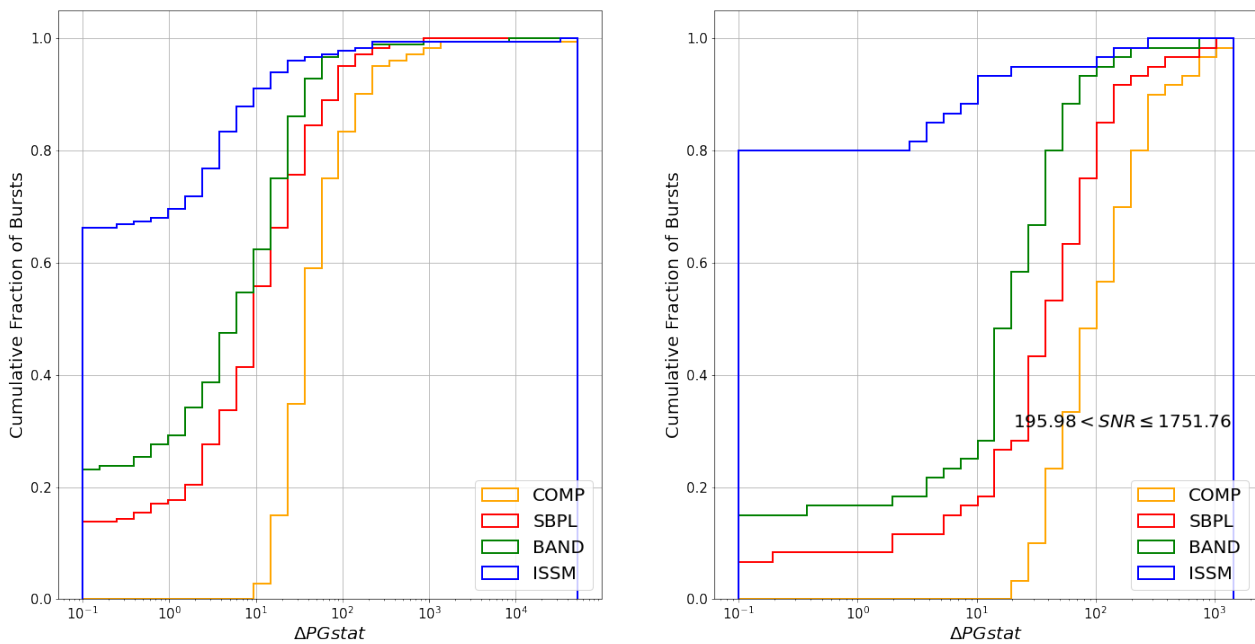 Cumulative Fraction of Bursts
1.0
0.8
0.6
0.4
0.2
0.0
10⁻¹ 10⁰ 10¹ 10² 10³ 10⁴
ΔPGstat
COMP
SBPL
BAND
ISSM
Cumulative Fraction of Bursts
1.0
0.8
0.6
0.4
0.2
0.0
10⁻¹ 10⁰ 10¹ 10² 10³
ΔPGstat
195.98 < SNR ≤ 1751.76
COMP
SBPL
BAND
ISSM